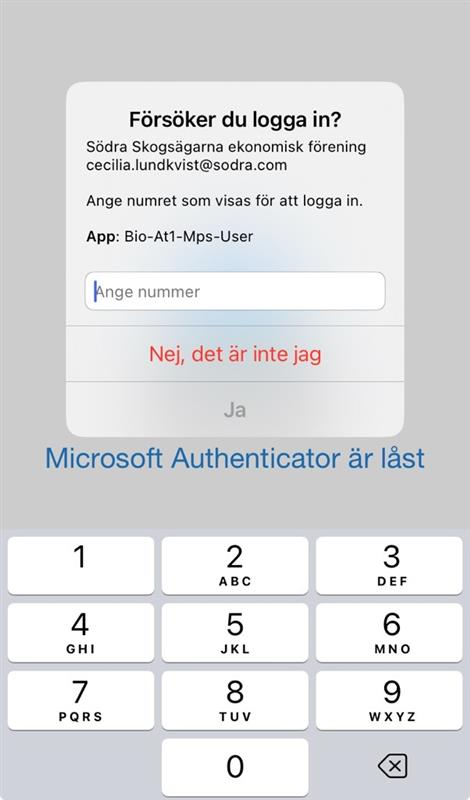 Försöker du logga in?
Södra Skogsägarna ekonomisk förening
cecilia.lundkvist@sodra.com
Ange numret som visas för att logga in.
App: Bio-At1-Mps-User
Ange nummer
Nej, det är inte jag
Ja
Microsoft Authenticator är låst
1 2 3
ABC DEF
4 5 6
GHI JKL MNO
7 8 9
PQRS TUV WXYZ
0